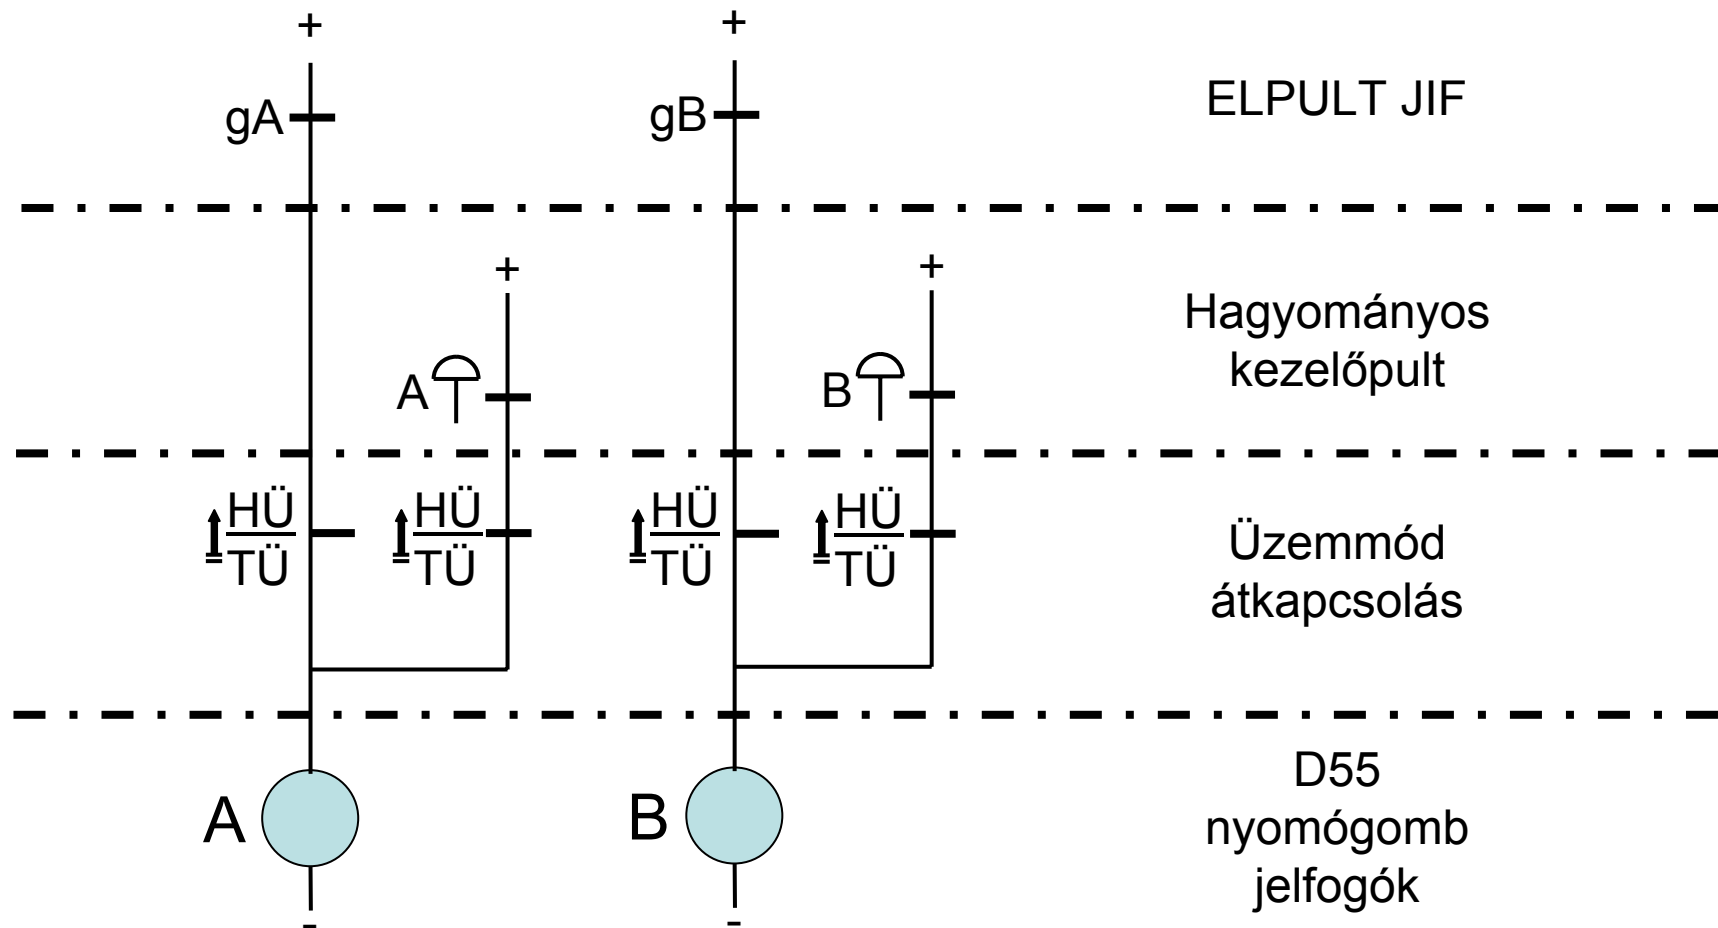 +
+
gA
gB
ELPULT JIF
+
+
Hagyományos
kezelőpult
A
B
HÜ
TÜ
HÜ
TÜ
HÜ
TÜ
HÜ
TÜ
Üzemmód
átkapcsolás
A
B
D55
nyomógomb
jelfogók
-
-